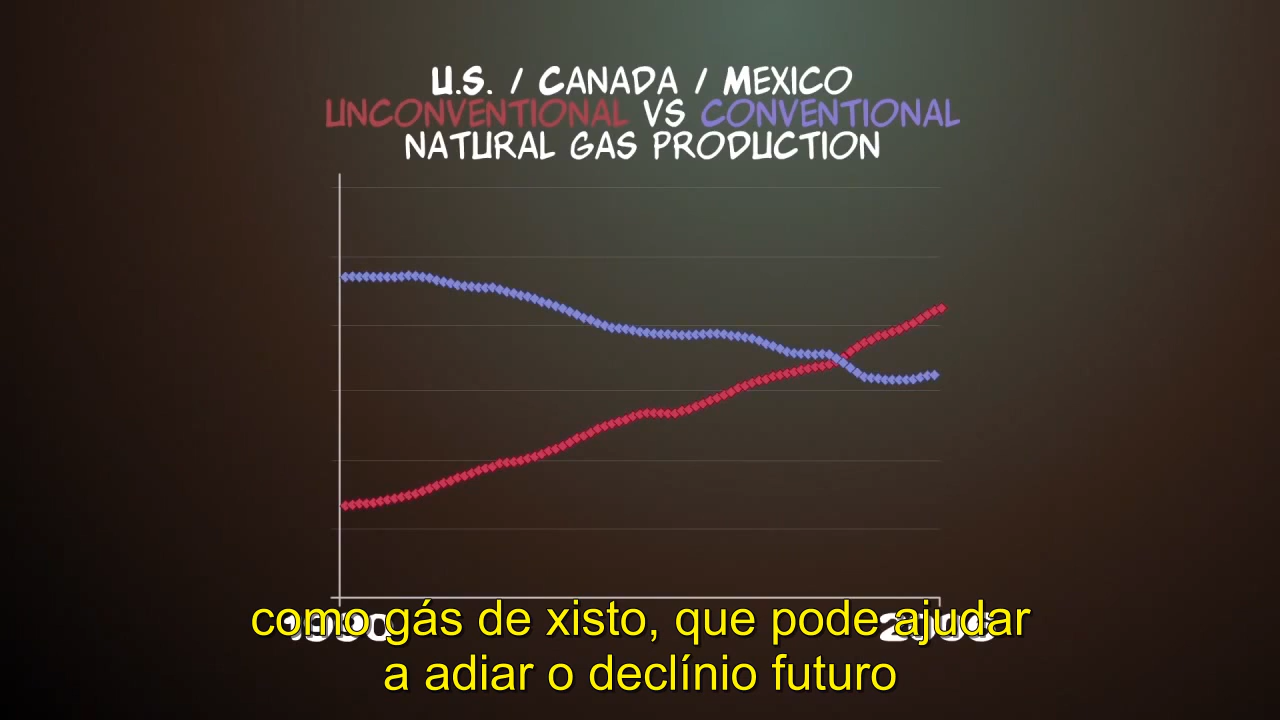 U.S. / CANADA / MEXICO
UNCONVENTIONAL VS CONVENTIONAL
NATURAL GAS PRODUCTION
como gás de xisto, que pode ajudar
a adiar o declínio futuro